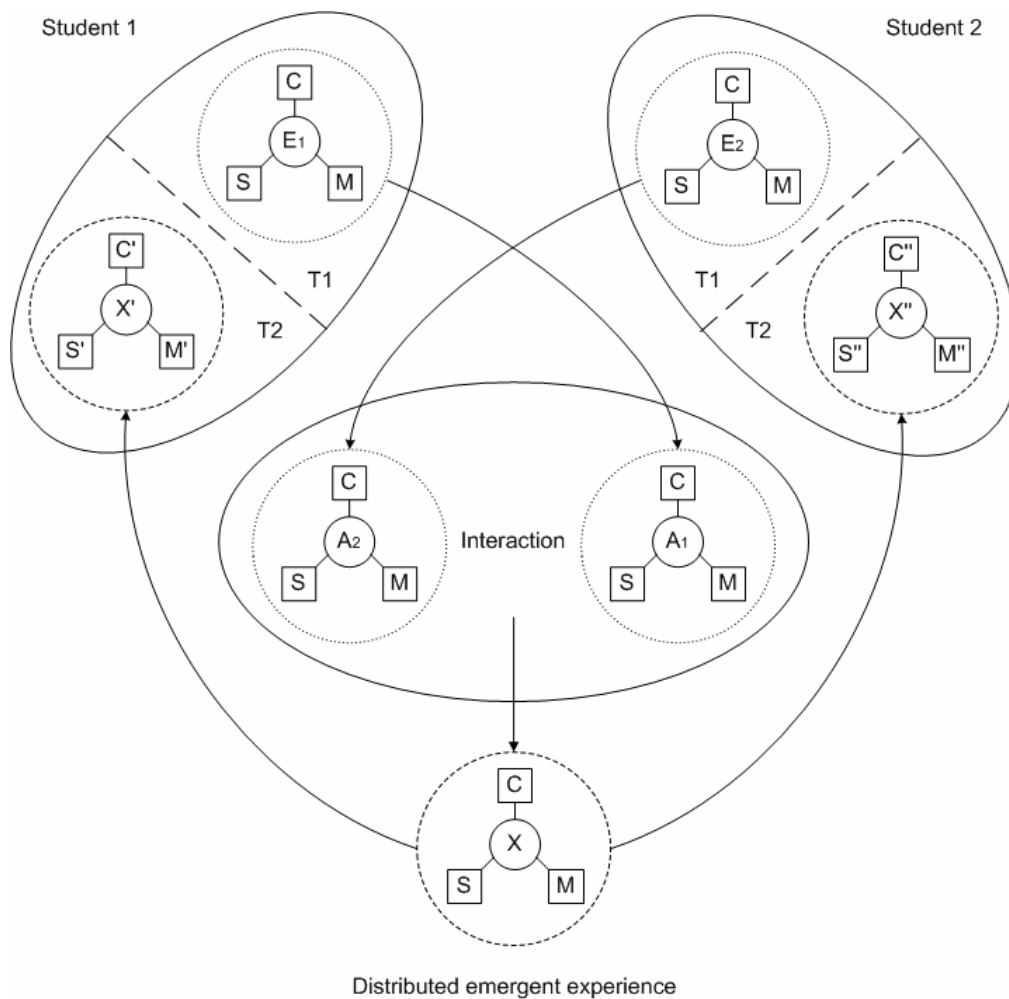 Student 1
Student 2
C
E1
S
M
C
E2
S
M
C'
X'
S'
M'
T1
T2
T1
T2
C"
X"
S"
M"
C
A2
S
M
Interaction
C
A1
S
M
C
X
S
M
Distributed emergent experience